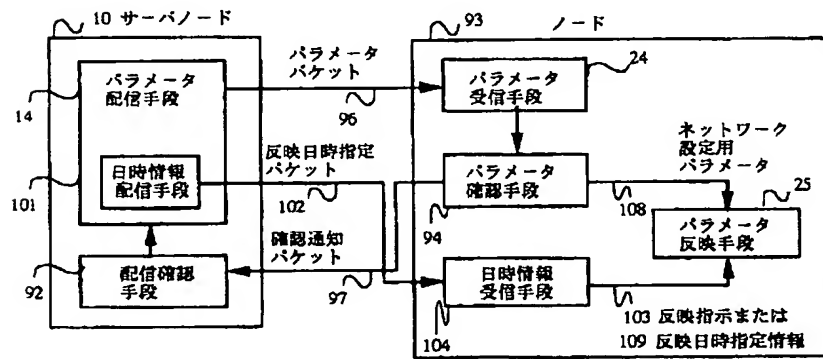 10 サーバノード
パラメータ
配信手段
14
日時情報
配信手段
101
配信確認
手段
92
パラメータ
パケット
96
反映日時指定
パケット
102
確認通知
パケット
97
93
ノード
24
パラメータ
受信手段
パラメータ
確認手段
94
ネットワーク
設定用
パラメータ
108
25
パラメータ
反映手段
日時情報
受信手段
104
103 反映指示または
109 反映日時指定情報